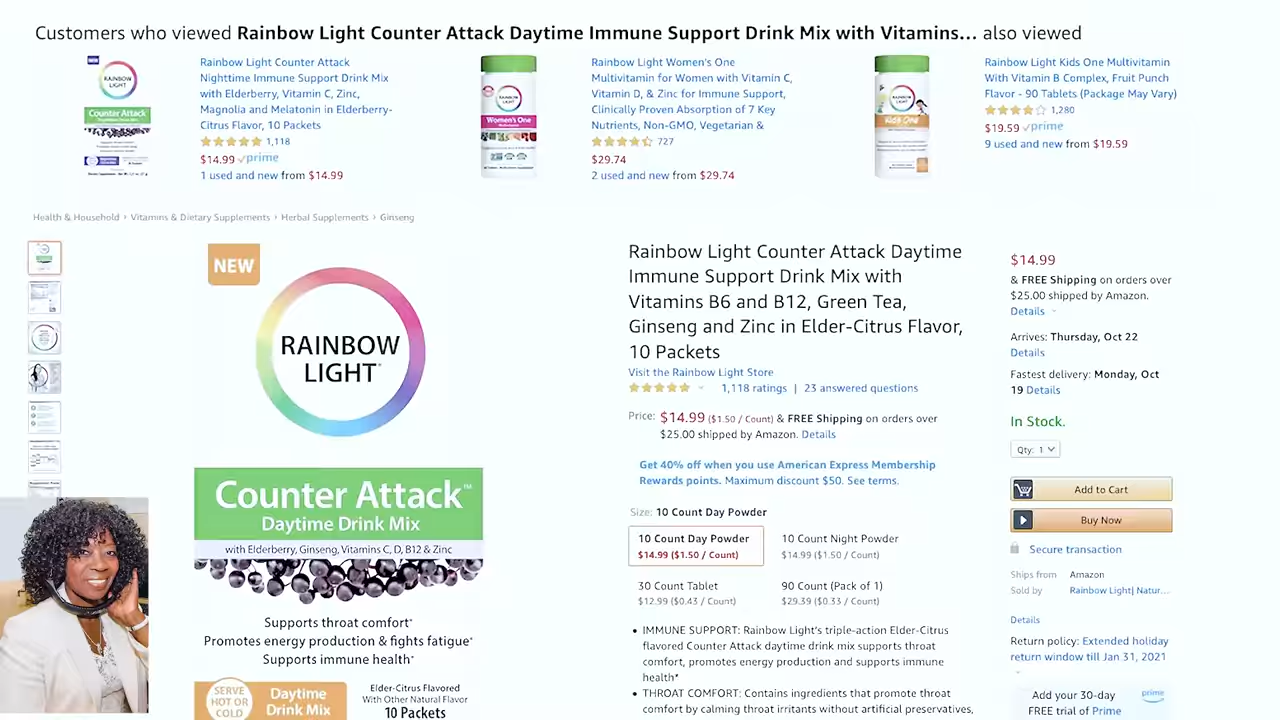 Customers who viewed Rainbow Light Counter Attack Daytime Immune Support Drink Mix with Vitamins… also viewed
NEW
RAINBOW
LIGHT
Counter Attack
Rainbow Light Counter Attack
Nighttime Immune Support Drink Mix
with Elderberry, Vitamin C, Zinc,
Magnolia and Melatonin in Elderberry-
Citrus Flavor, 10 Packets
1,118
$14.99 prime
1 used and new from $14.99
RAINBOW
LIGHT
Women's One
Rainbow Light Women's One
Multivitamin for Women with Vitamin C,
Vitamin D, & Zinc for Immune Support,
Clinically Proven Absorption of 7 Key
Nutrients, Non-GMO, Vegetarian &
727
$29.74
2 used and new from $29.74
Kids One
Rainbow Light Kids One Multivitamin
With Vitamin B Complex, Fruit Punch
Flavor - 90 Tablets (Package May Vary)
1,280
$19.59 prime
9 used and new from $19.59
Health & Household › Vitamins & Dietary Supplements › Herbal Supplements › Ginseng
NEW
RAINBOW
LIGHT
Counter Attack™
Daytime Drink Mix
with Elderberry, Ginseng, Vitamins C, D, B12 & Zinc
Supports throat comfort*
Promotes energy production & fights fatigue*
Supports immune health*
SERVE
HOT OR
COLD
Daytime
Drink Mix
Elder-Citrus Flavored
With Other Natural Flavor
10 Packets
Rainbow Light Counter Attack Daytime
Immune Support Drink Mix with
Vitamins B6 and B12, Green Tea,
Ginseng and Zinc in Elder-Citrus Flavor,
10 Packets
Visit the Rainbow Light Store
1,118 ratings | 23 answered questions
Price: $14.99 ($1.50 / Count) & FREE Shipping on orders over
$25.00 shipped by Amazon. Details
Get 40% off when you use American Express Membership
Rewards points. Maximum discount $50. See terms.
Size: 10 Count Day Powder
10 Count Day Powder
$14.99 ($1.50 / Count)
10 Count Night Powder
$14.99 ($1.50 / Count)
30 Count Tablet
$12.99 ($0.43 / Count)
90 Count (Pack of 1)
$29.39 ($0.33 / Count)
• IMMUNE SUPPORT: Rainbow Light's triple-action Elder-Citrus
flavored Counter Attack daytime drink mix supports throat
comfort, promotes energy production and supports immune
health*
• THROAT COMFORT: Contains ingredients that promote throat
comfort by calming throat irritants without artificial preservatives,
$14.99
& FREE Shipping on orders over
$25.00 shipped by Amazon.
Details
Arrives: Thursday, Oct 22
Details
Fastest delivery: Monday, Oct
19 Details
In Stock.
Qty: 1
Add to Cart
Buy Now
Secure transaction
Ships from Amazon
Sold by Rainbow Light| Natur...
Details
Return policy: Extended holiday
return window till Jan 31, 2021
Add your 30-day
FREE trial of Prime
prime